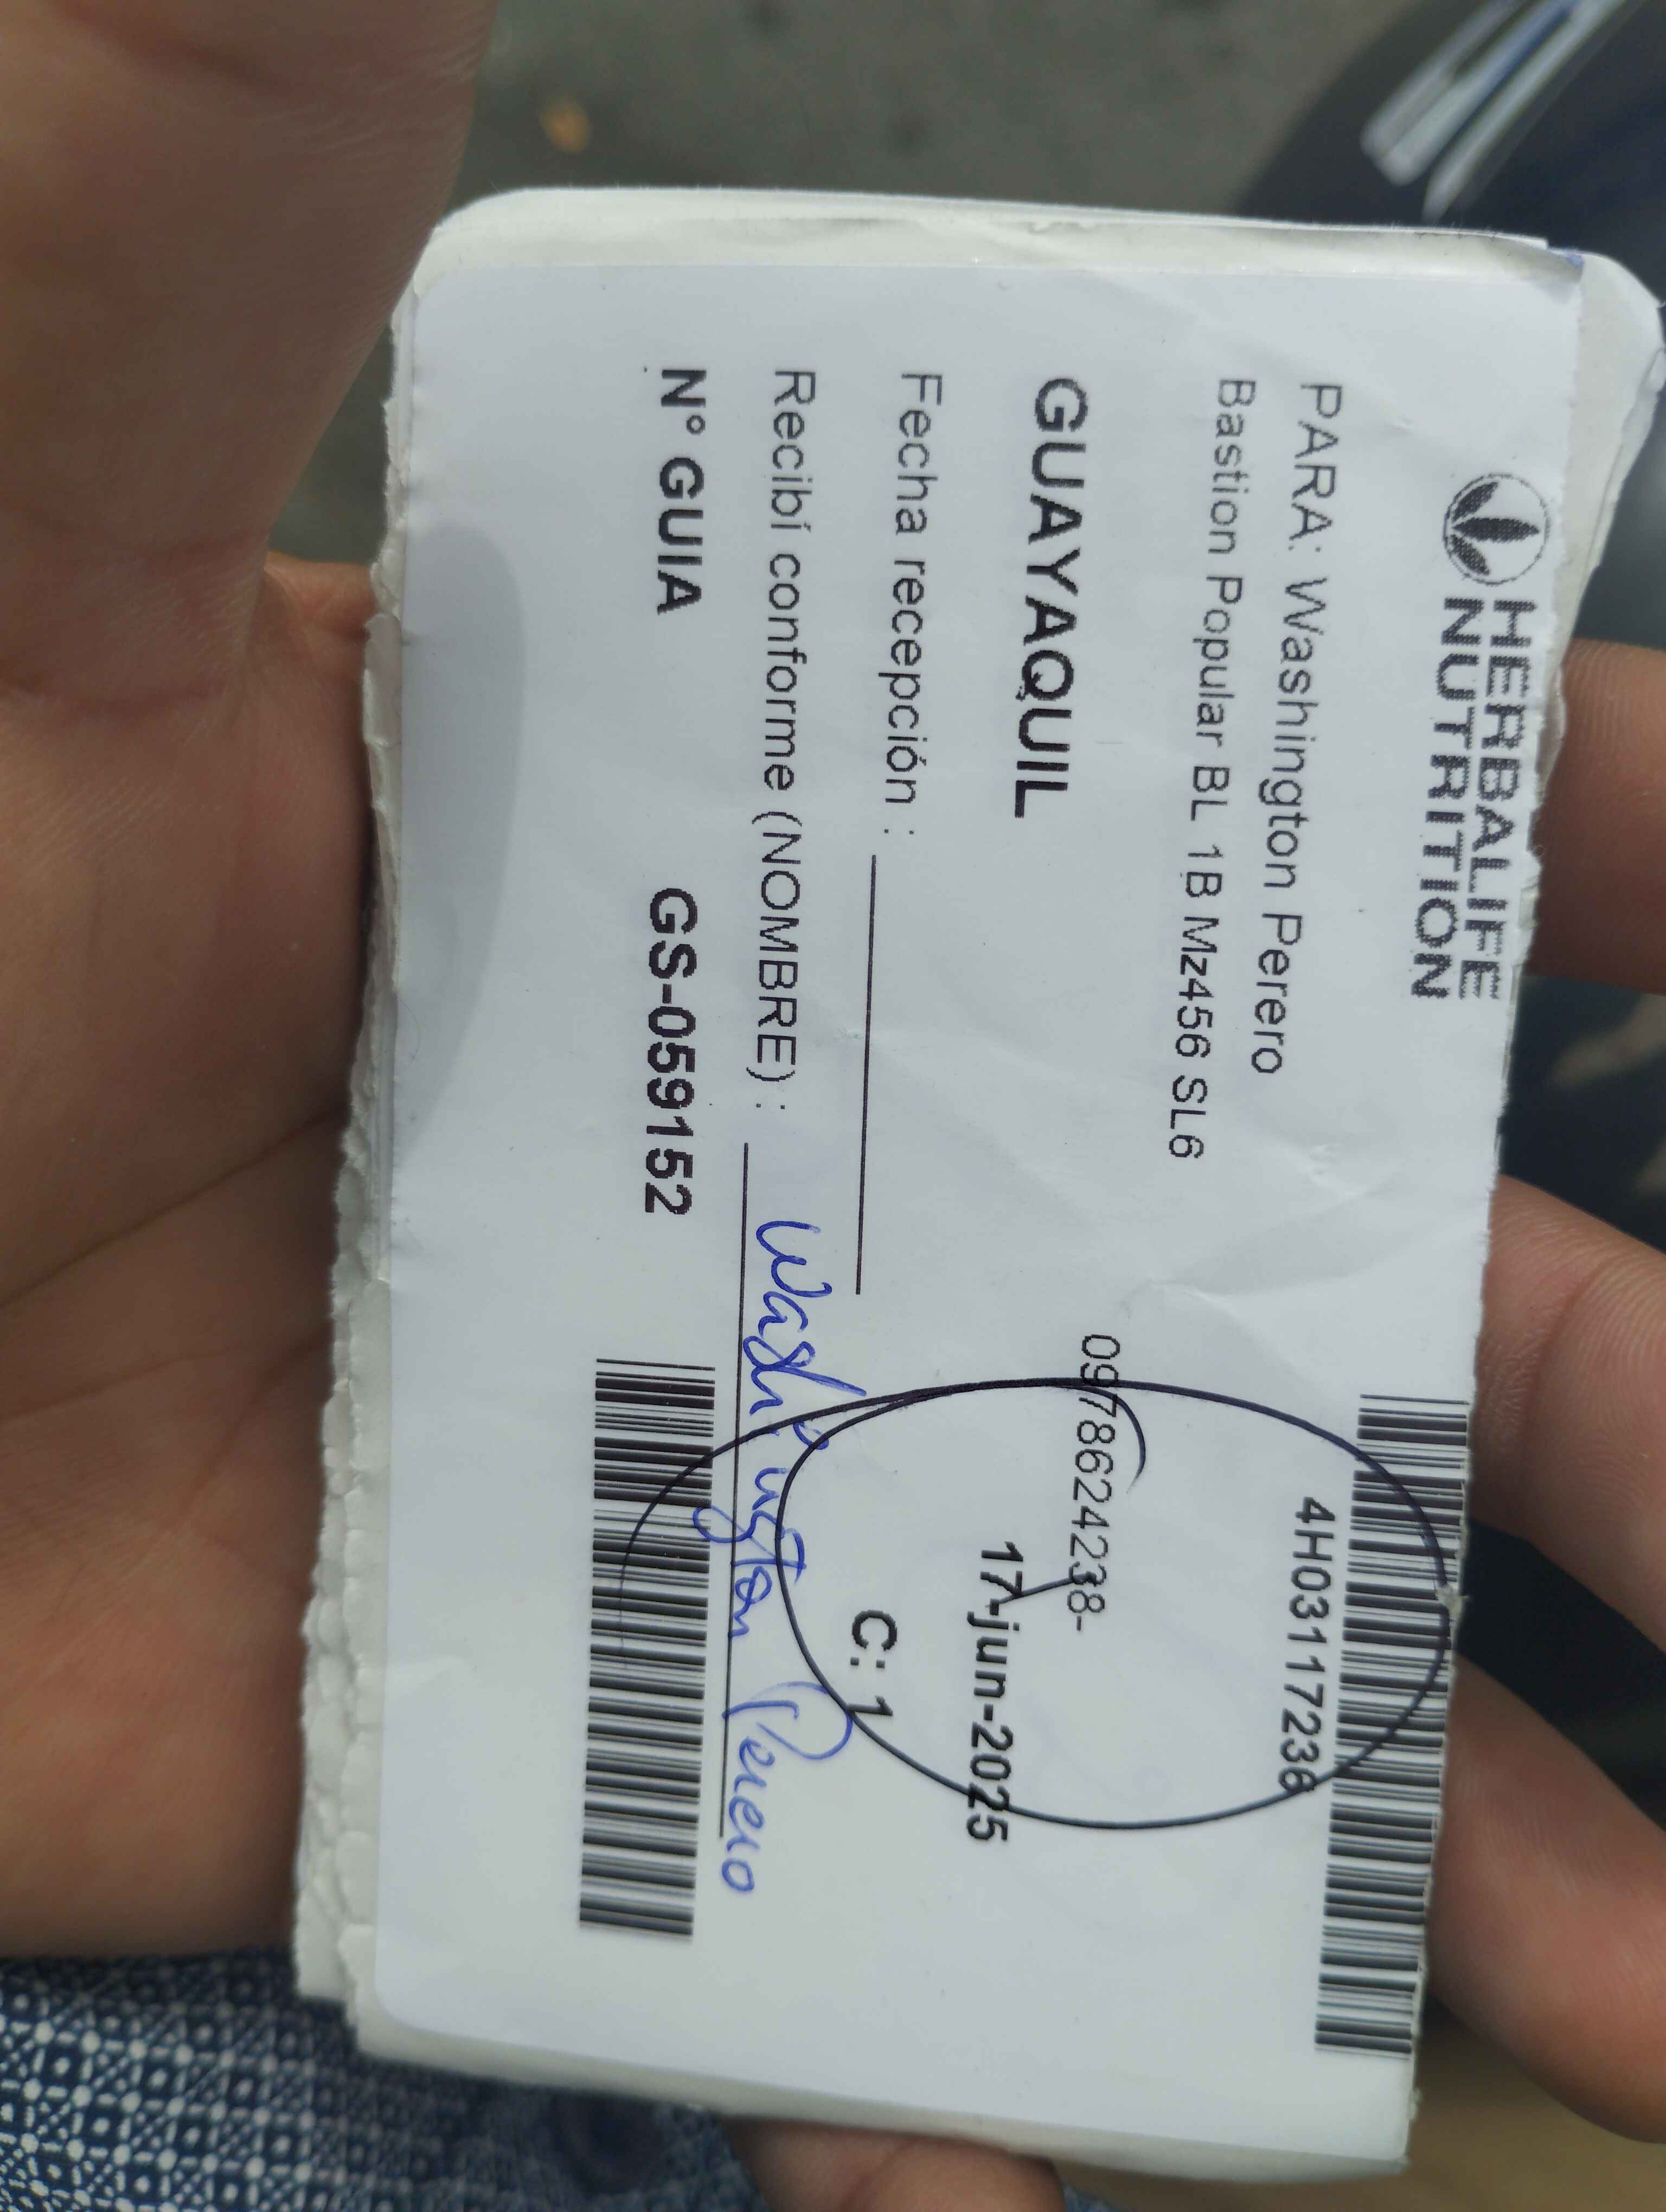 HERBALIFE
NUTRITION
4H03117236
PARA: Washington Perero
Bastion Popular BL 1B Mz456 SL6
0978624238-
GUAYAQUIL
17-jun-2025
Fecha recepción :
C: 1
Recibí conforme (NOMBRE) : Washington Perero
N° GUIA GS-059152